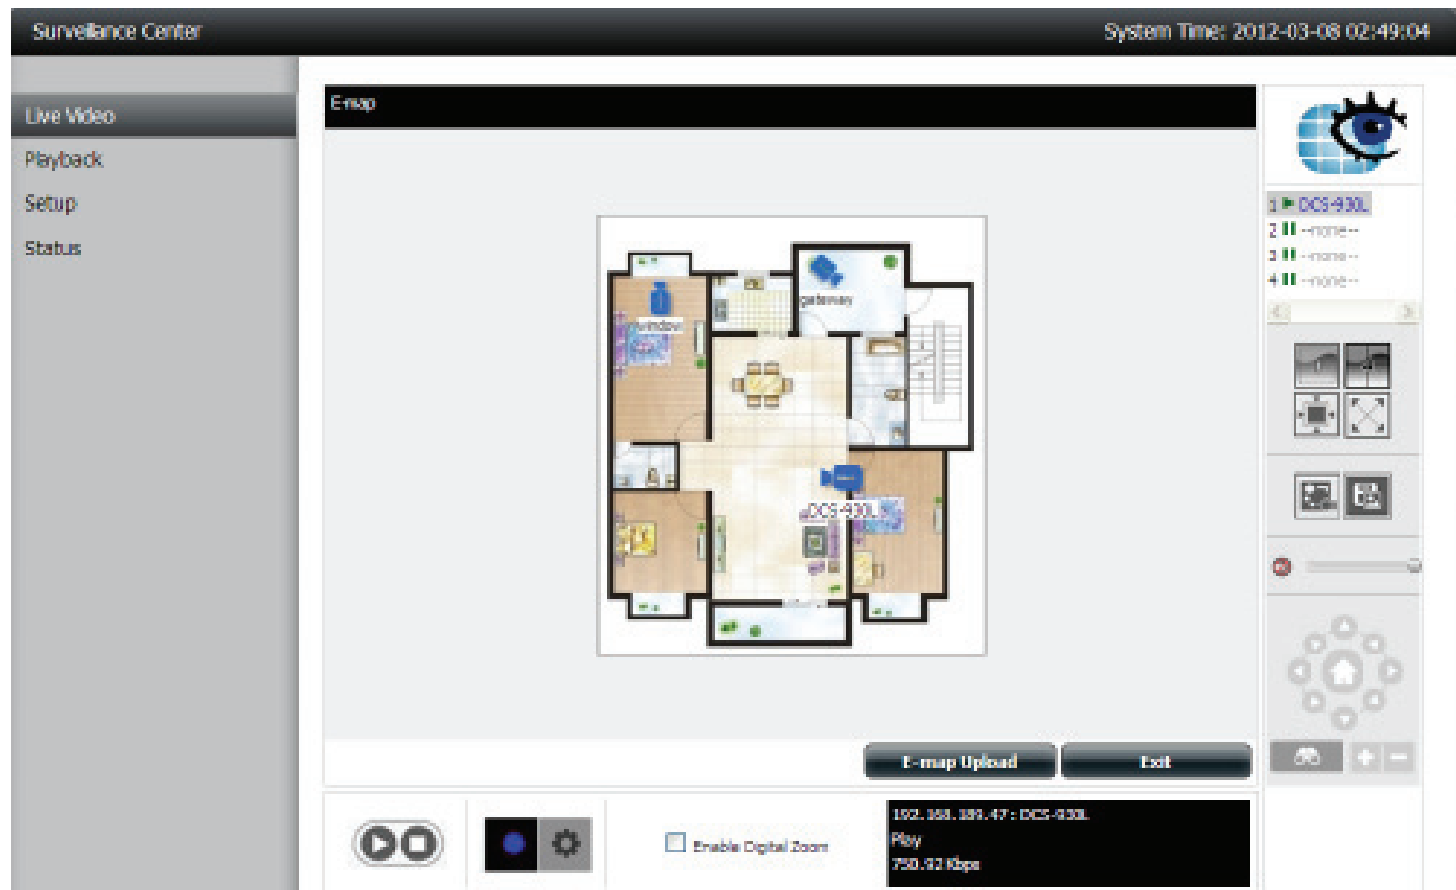 Surveillance Center
System Time: 2012-03-08 02:49:04
Live Video
Playback
Setup
Status
E-map
gateway
window
DCS-930L
1 DCS-930L
2 --none--
3 --none--
4 --none--
E-map Upload
Exit
Enable Digital Zoom
192.168.189.47: DCS-930L
Play
750.92 Kbps